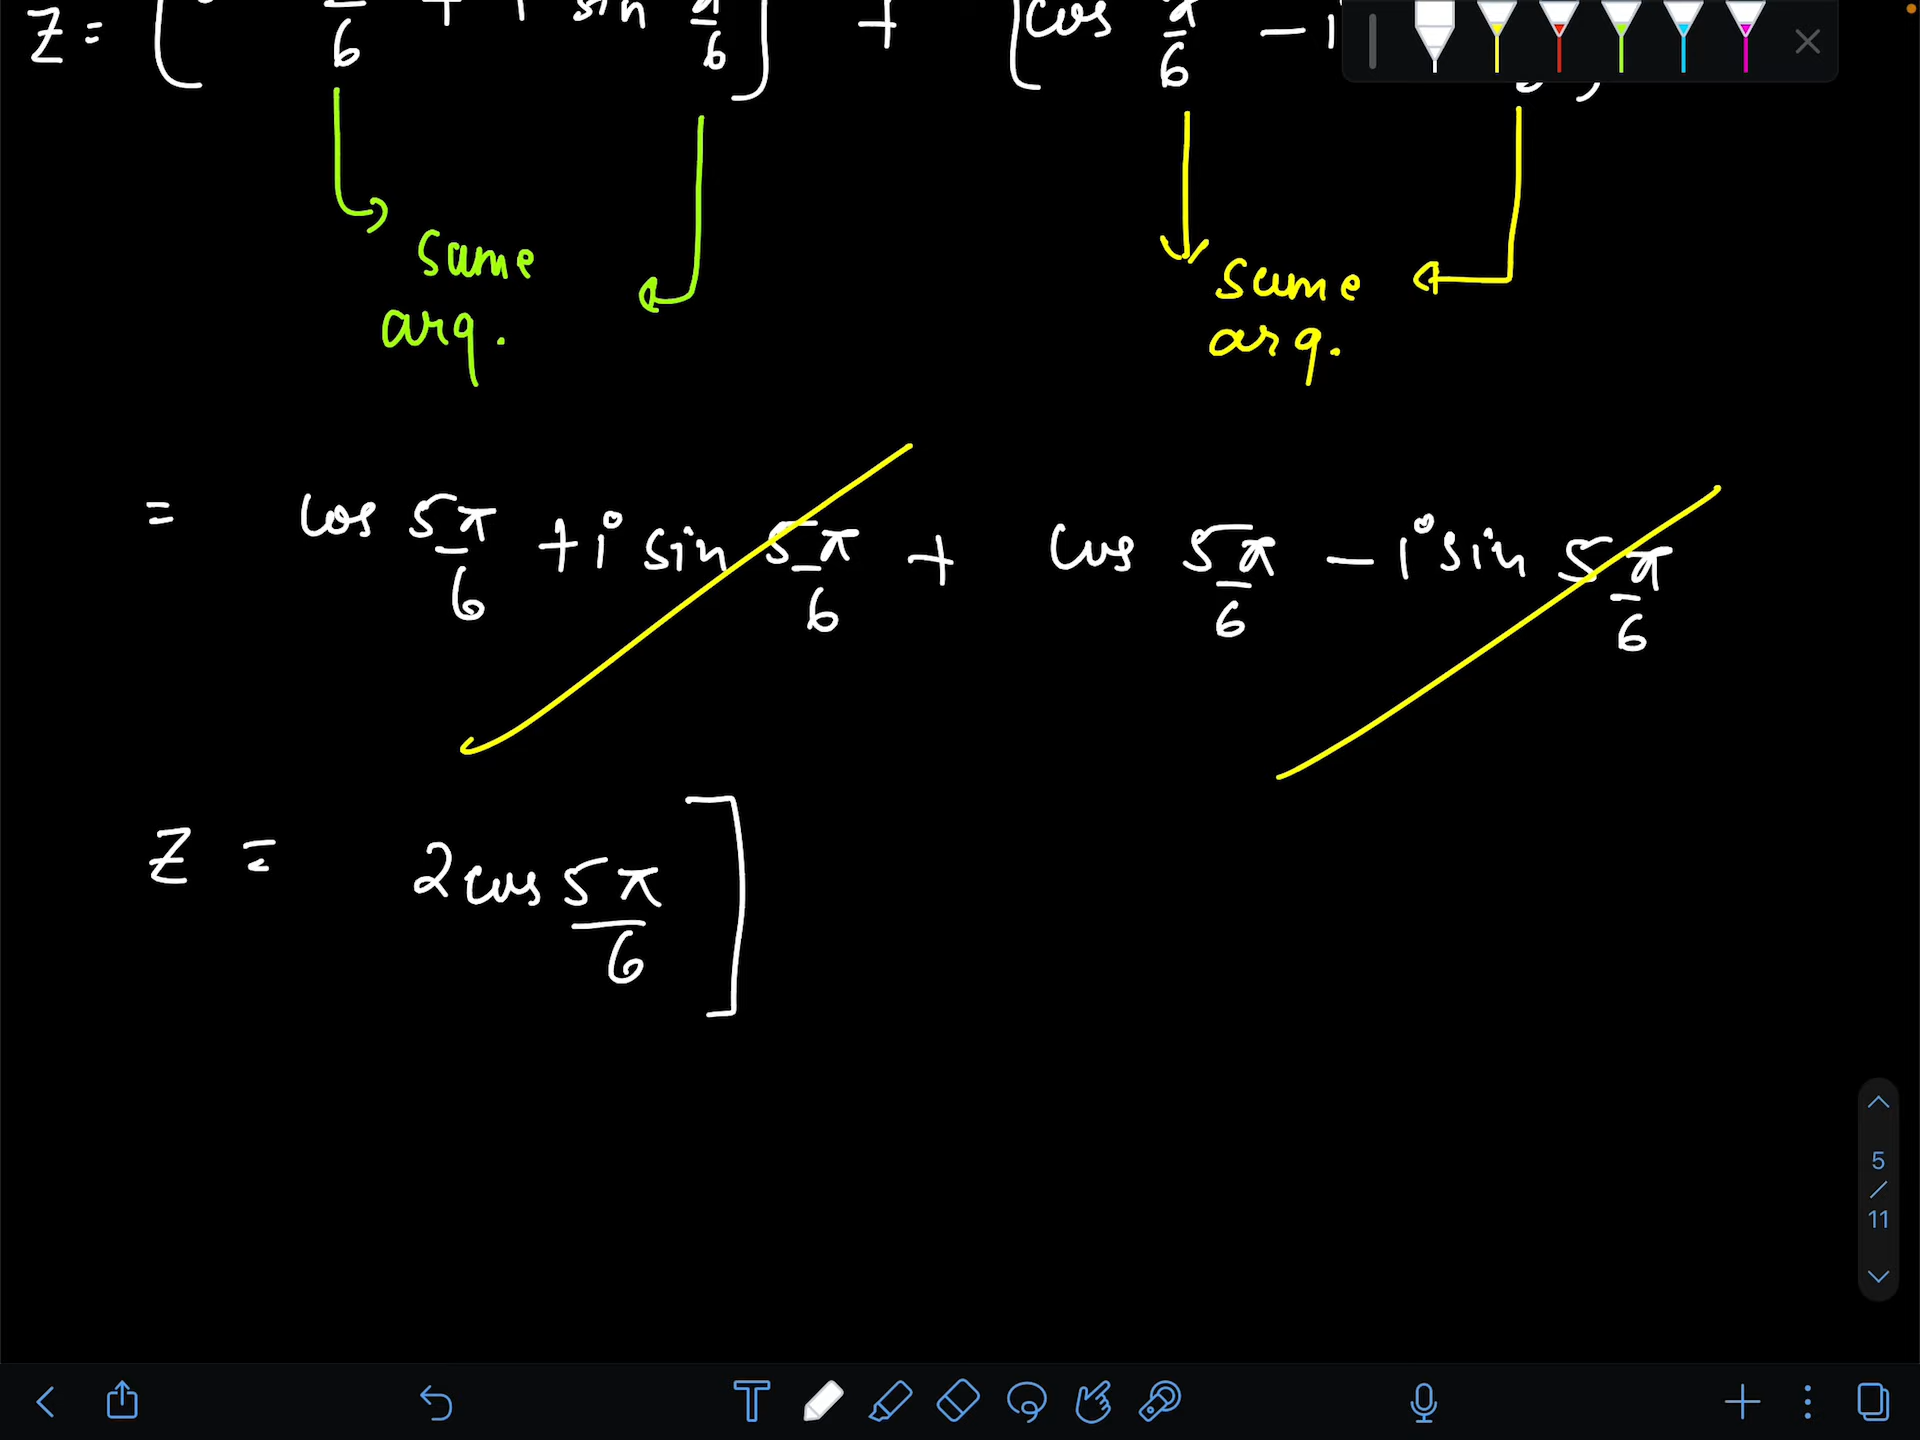 Z = [ π/6 + i sin π/6 ] + [cos π/6 - i
same arg.
same arg.
= cos 5π/6 + i sin 5π/6 + cos 5π/6 - i sin 5π/6
Z = 2 cos 5π/6 ]
5
/
11
T